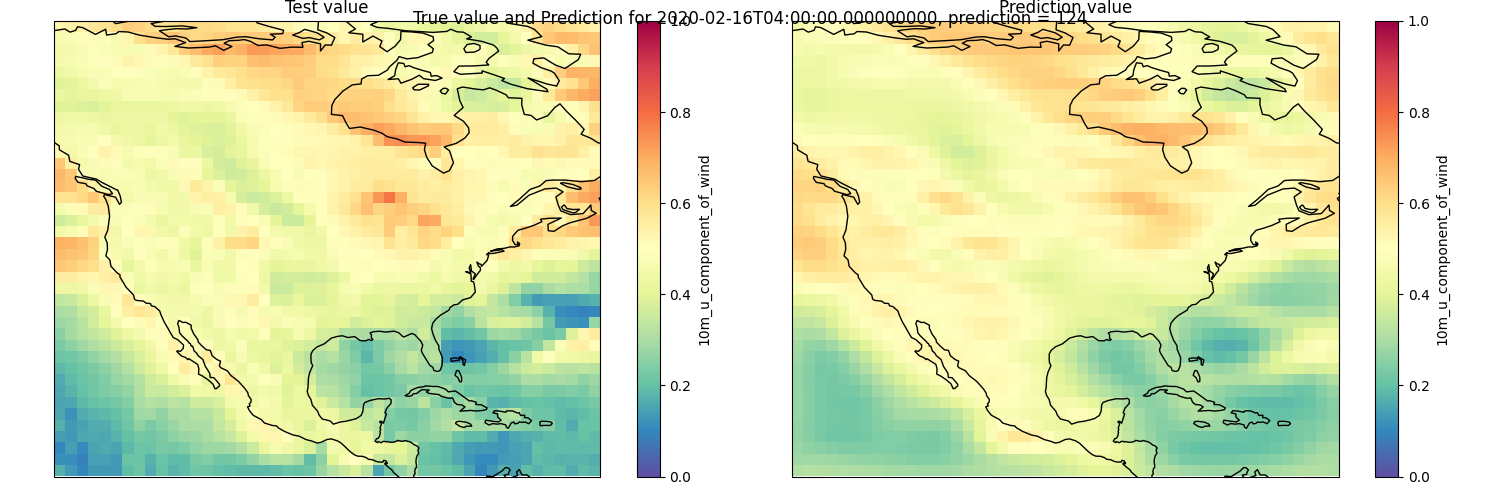 Test value
Prediction value
True value and Prediction for 2020-02-16T04:00:00.000000000, prediction = 124
1.0
0.8
0.6
0.4
0.2
0.0
10m_u_component_of_wind
1.0
0.8
0.6
0.4
0.2
0.0
10m_u_component_of_wind